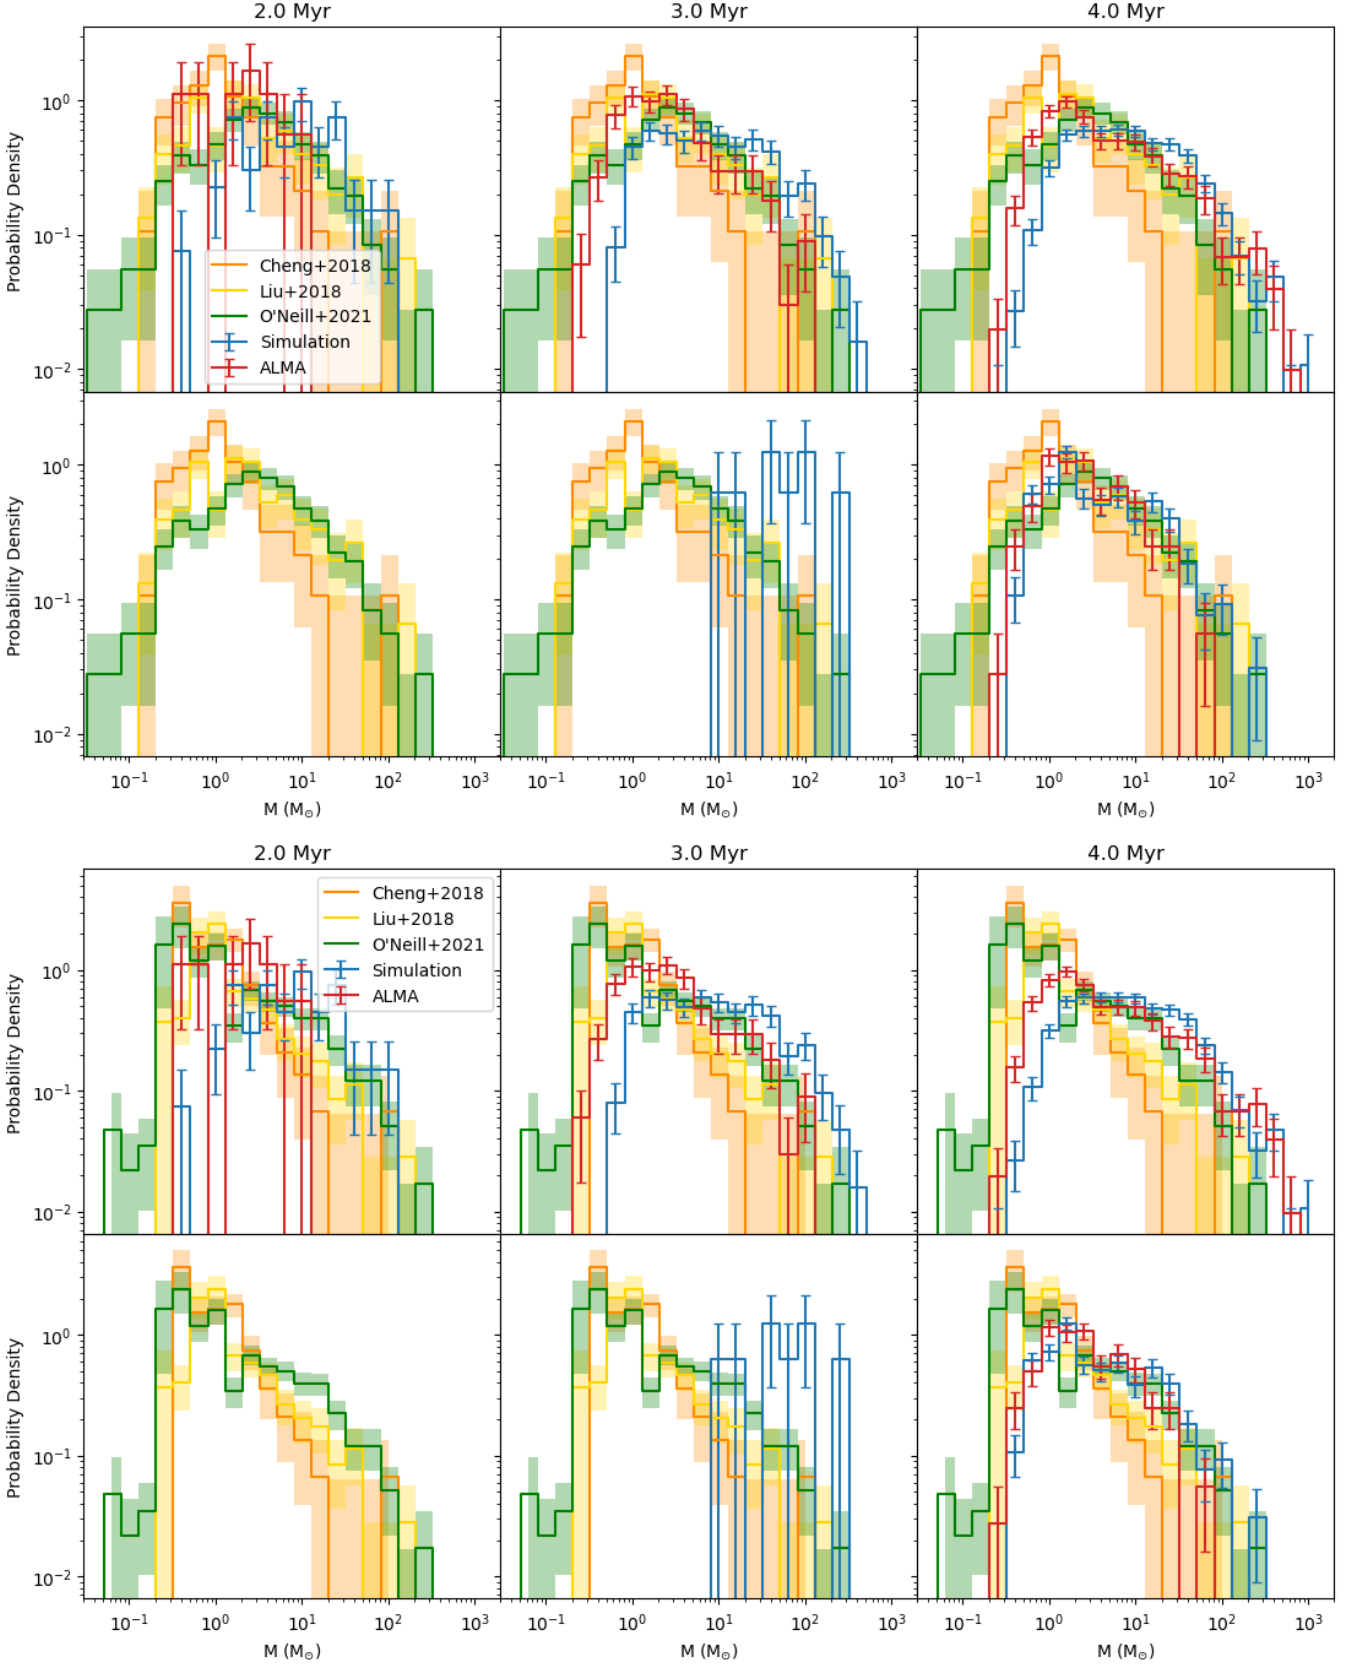 2.0 Myr 3.0 Myr 4.0 Myr
Probability Density
10⁰
10⁻¹
10⁻²
Cheng+2018
Liu+2018
O'Neill+2021
Simulation
ALMA
Probability Density
10⁰
10⁻¹
10⁻²
10⁻¹ 10⁰ 10¹ 10² 10³ 10⁻¹ 10⁰ 10¹ 10² 10³ 10⁻¹ 10⁰ 10¹ 10² 10³
M (M☉) M (M☉) M (M☉)
2.0 Myr 3.0 Myr 4.0 Myr
Probability Density
10⁰
10⁻¹
10⁻²
Cheng+2018
Liu+2018
O'Neill+2021
Simulation
ALMA
Probability Density
10⁰
10⁻¹
10⁻²
10⁻¹ 10⁰ 10¹ 10² 10³ 10⁻¹ 10⁰ 10¹ 10² 10³ 10⁻¹ 10⁰ 10¹ 10² 10³
M (M☉) M (M☉) M (M☉)